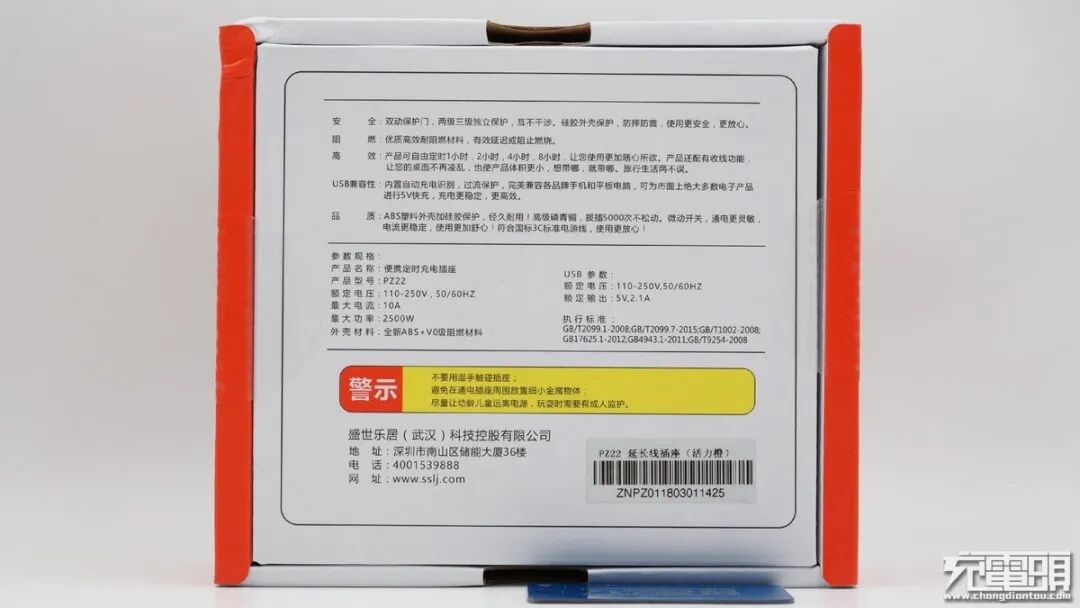 安 全：双动保护门，两级三级独立保护，互不干涉。硅胶外壳保护，防摔防震，使用更安全，更放心。
阻 燃：优质高效耐阻燃材料，有效延迟或阻止燃烧。
高 效：产品可自由定时1小时，2小时，4小时，8小时，让您使用更加随心所欲。产品还配有收线功能，
让您的桌面不再凌乱，也使产品体积更小，想带哪，就带哪。旅行生活两不误。
USB兼容性：内置自动充电识别，过流保护，完美兼容各品牌手机和平板电脑，可为市面上绝大多数电子产品
进行5V快充，充电更稳定，更高效。
品 质：ABS塑料外壳加硅胶保护，经久耐用！高级磷青铜，拔插5000次不松动。微动开关，通电更灵敏，
电流更稳定，使用更加舒心！符合国标3C标准电源线，使用更放心！
参数规格：
产品名称：便携定时充电插座
产品型号：PZ22
额定电压：110-250V，50/60HZ
最大电流：10A
最大功率：2500W
外壳材料：全新ABS+V0级阻燃材料
USB 参数：
额定电压：110-250V,50/60HZ
额定输出：5V,2.1A
执行标准：
GB/T2099.1-2008;GB/T2099.7-2015;GB/T1002-2008;
GB17625.1-2012;GB4943.1-2011;GB/T9254-2008
警示
不要用湿手触碰插座；
避免在通电插座周围放置细小金属物体；
尽量让幼龄儿童远离电源，玩耍时需要有成人监护。
盛世乐居（武汉）科技控股有限公司
地 址：深圳市南山区储能大厦36楼
电 话：4001539888
网 址：www.sslj.com
PZ22 延长线插座（活力橙）
ZNPZ011803011425
充電頭
www.chongdiantou.com